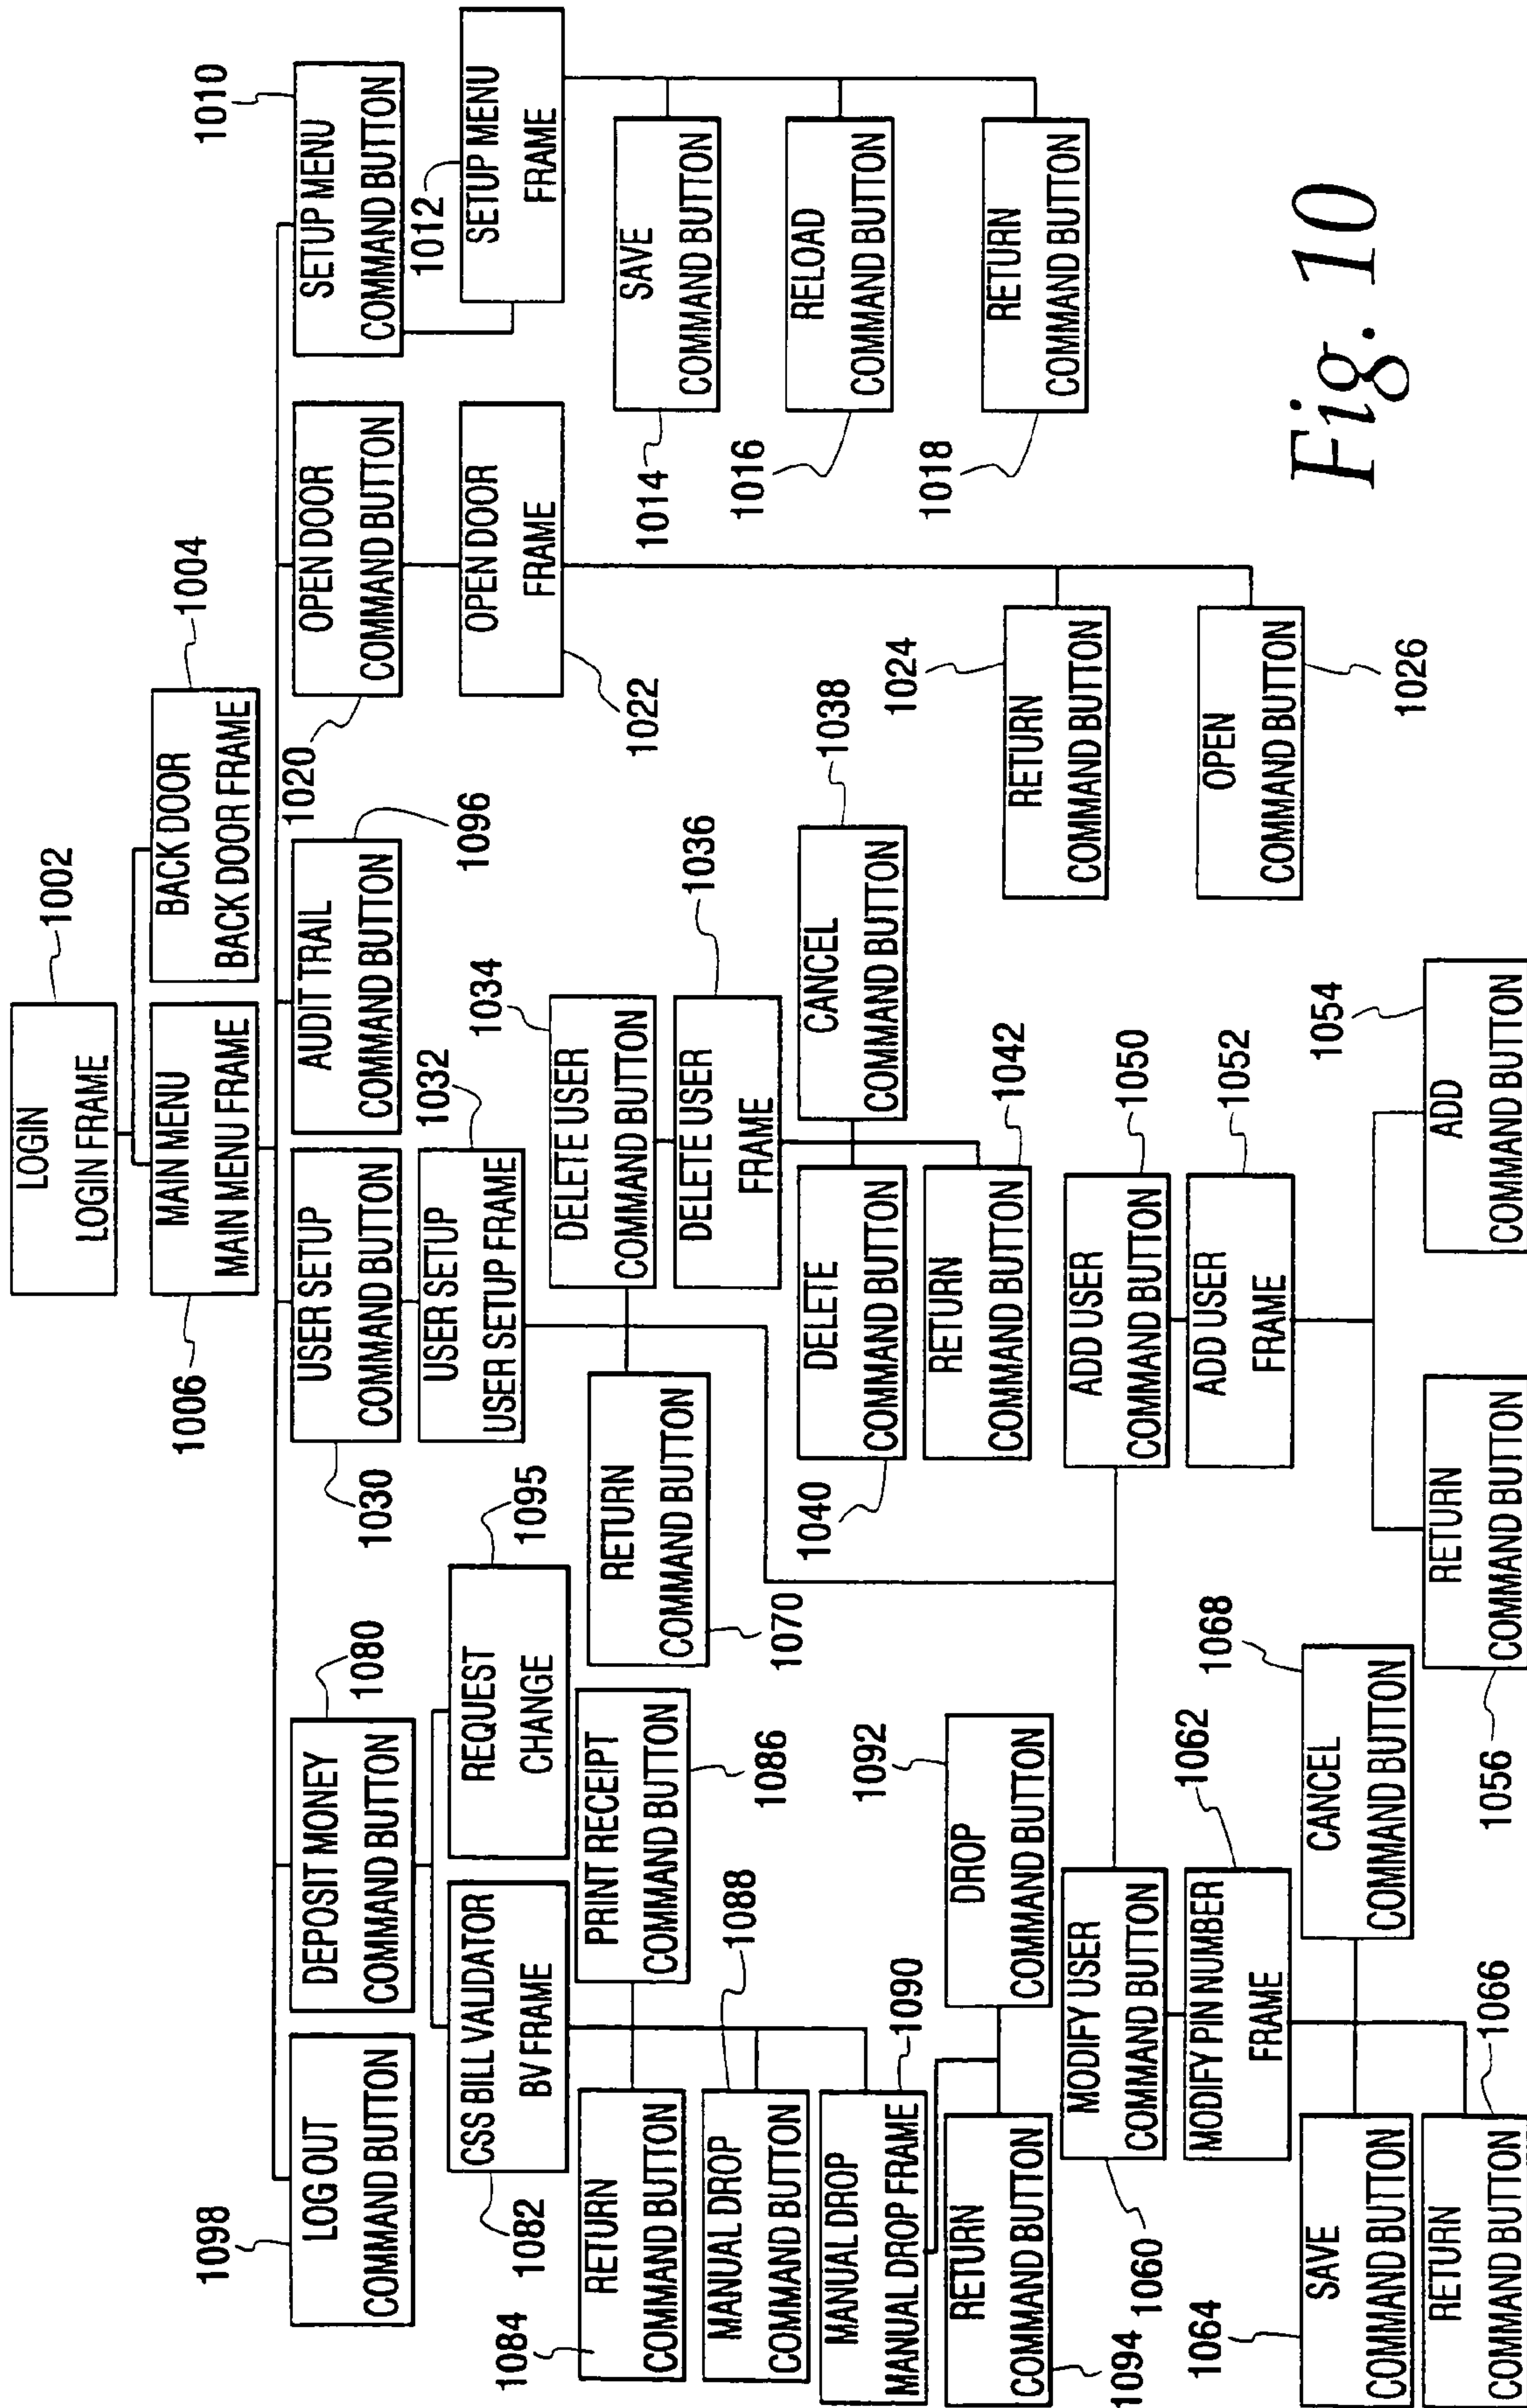 LOGIN
LOGIN FRAME
1002
MAIN MENU
MAIN MENU FRAME
1006
BACK DOOR
BACK DOOR FRAME
1004
1098
LOG OUT
COMMAND BUTTON
DEPOSIT MONEY
COMMAND BUTTON
1080
USER SETUP
COMMAND BUTTON
1030
AUDIT TRAIL
COMMAND BUTTON
1096
OPEN DOOR
COMMAND BUTTON
1020
SETUP MENU
COMMAND BUTTON
1010
CSS BILL VALIDATOR
BV FRAME
1082
REQUEST
CHANGE
1095
USER SETUP
USER SETUP FRAME
1032
OPEN DOOR
FRAME
1022
1012
SETUP MENU
FRAME
RETURN
COMMAND BUTTON
1084
PRINT RECEIPT
COMMAND BUTTON
1086
RETURN
COMMAND BUTTON
1070
DELETE USER
COMMAND BUTTON
1034
SAVE
COMMAND BUTTON
1014
MANUAL DROP
COMMAND BUTTON
1088
DELETE USER
FRAME
1036
RELOAD
COMMAND BUTTON
1016
MANUAL DROP
MANUAL DROP FRAME
1090
DELETE
COMMAND BUTTON
1040
CANCEL
COMMAND BUTTON
1038
RETURN
COMMAND BUTTON
1094
DROP
COMMAND BUTTON
1092
RETURN
COMMAND BUTTON
1042
RETURN
COMMAND BUTTON
1024
RETURN
COMMAND BUTTON
1018
MODIFY USER
COMMAND BUTTON
1060
ADD USER
COMMAND BUTTON
1050
MODIFY PIN NUMBER
FRAME
1062
ADD USER
FRAME
1052
OPEN
COMMAND BUTTON
1026
SAVE
COMMAND BUTTON
1064
CANCEL
COMMAND BUTTON
1068
RETURN
COMMAND BUTTON
1066
RETURN
COMMAND BUTTON
1056
ADD
COMMAND BUTTON
1054
Fig. 10